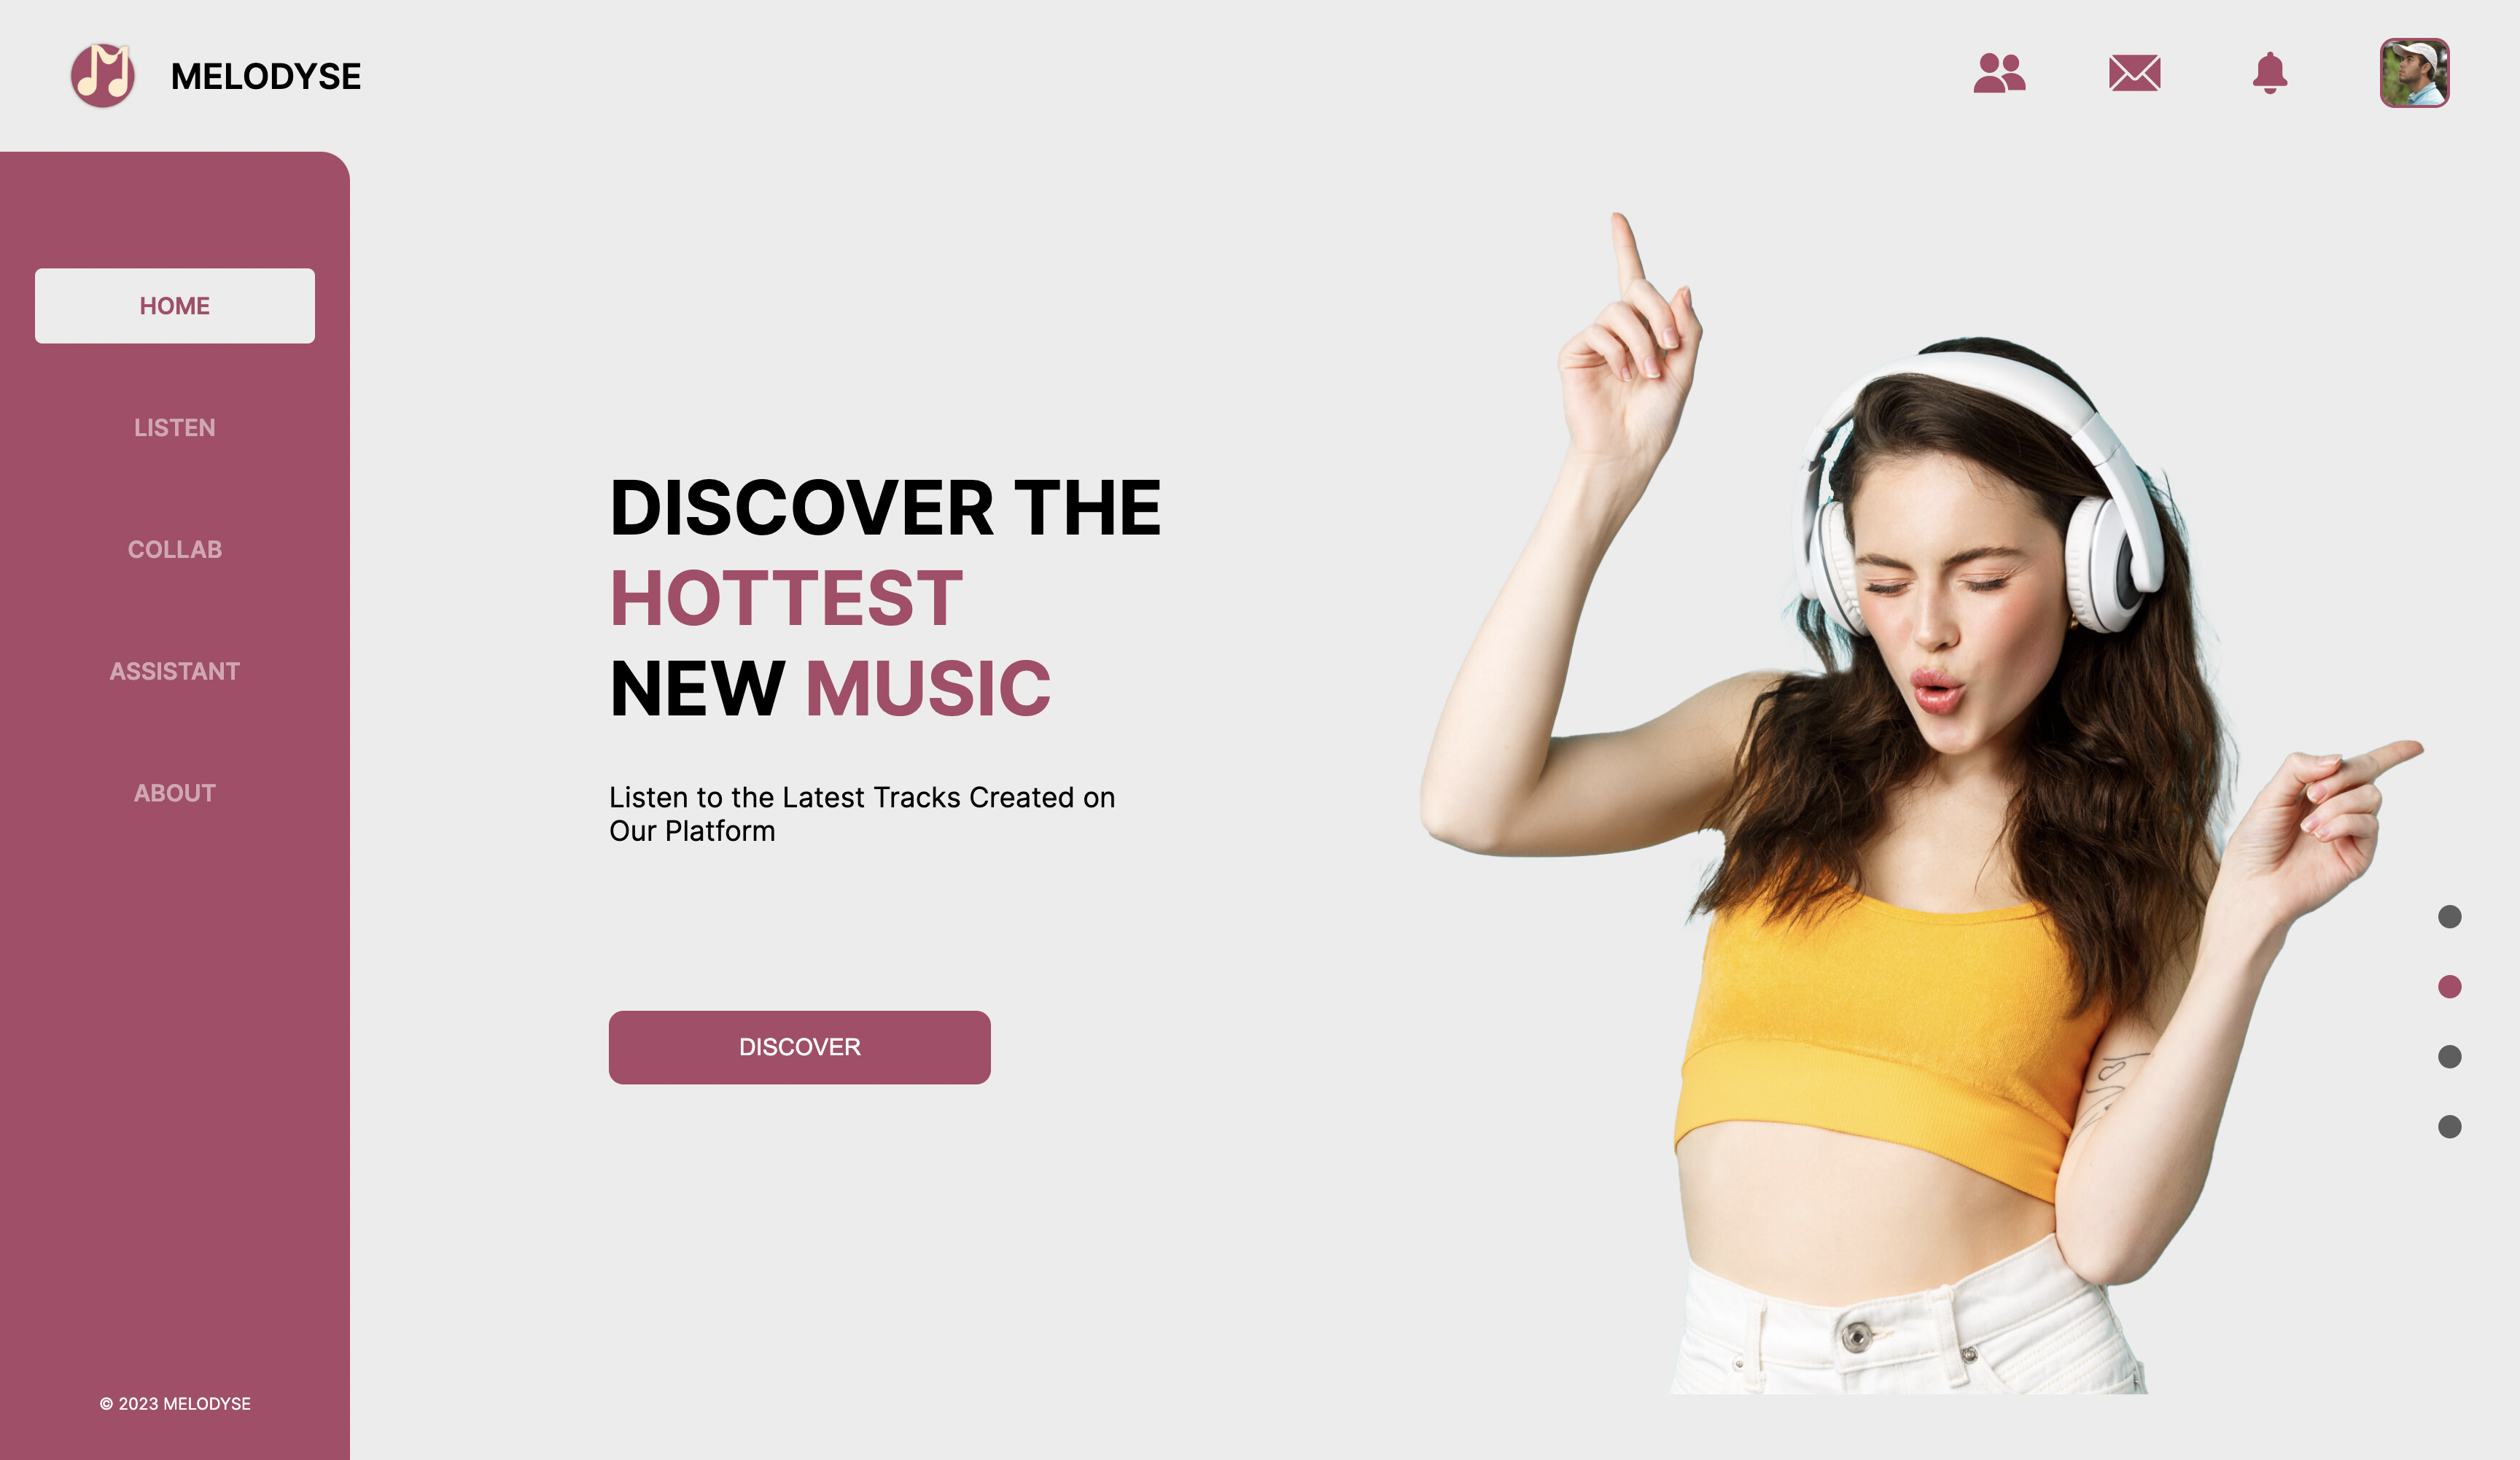 MELODYSE
HOME
LISTEN
COLLAB
ASSISTANT
ABOUT
© 2023 MELODYSE
DISCOVER THE
HOTTEST
NEW MUSIC
Listen to the Latest Tracks Created on
Our Platform
DISCOVER